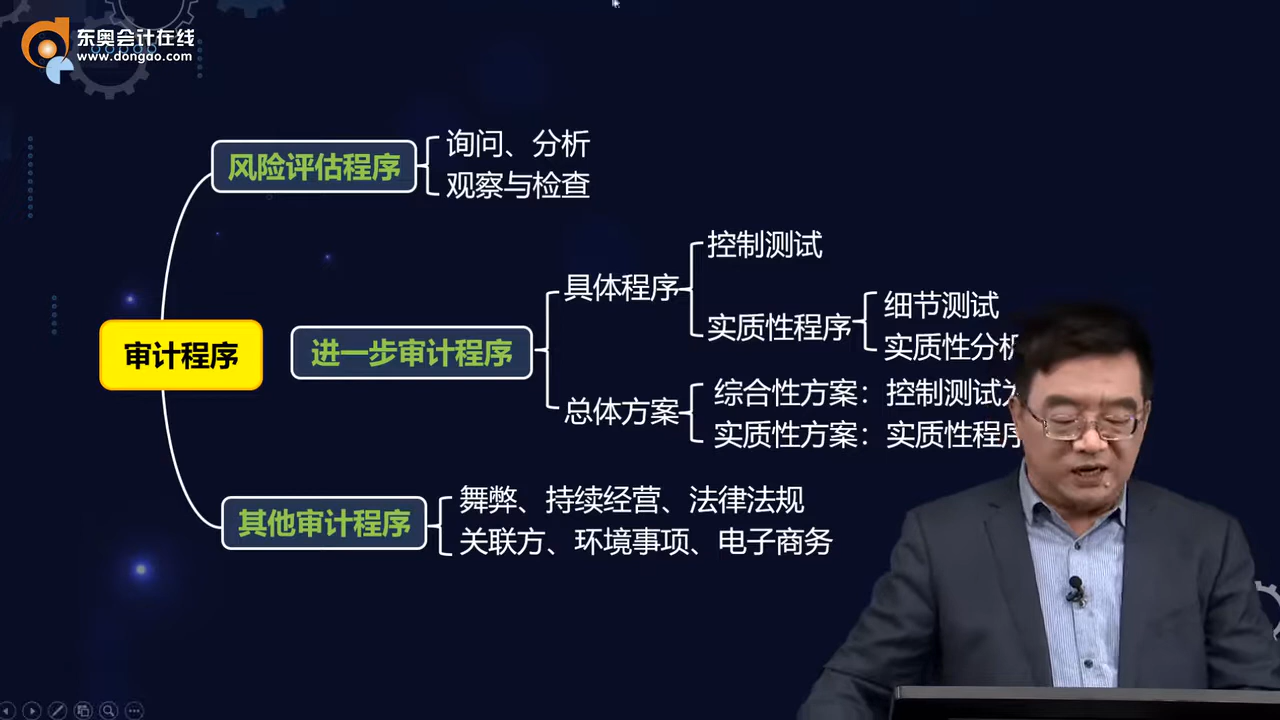 东奥会计在线
www.dongao.com
风险评估程序
询问、分析
观察与检查
审计程序
进一步审计程序
具体程序
控制测试
实质性程序
细节测试
实质性分析
总体方案
综合性方案：控制测试为
实质性方案：实质性程序
其他审计程序
舞弊、持续经营、法律法规
关联方、环境事项、电子商务